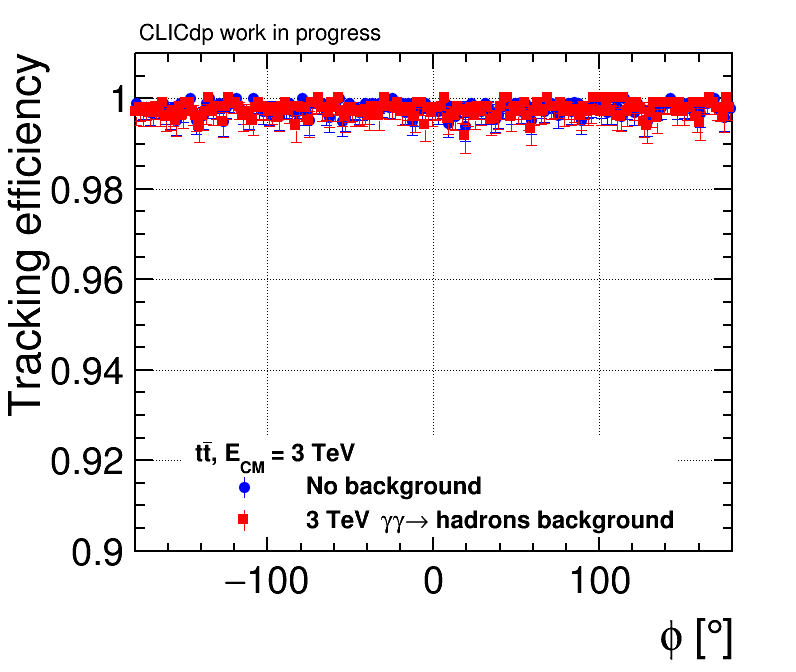 CLICdp work in progress
Tracking efficiency
1
0.98
0.96
0.94
0.92
0.9
tt̄, E_CM = 3 TeV
No background
3 TeV γγ→ hadrons background
−100 0 100
ϕ [°]